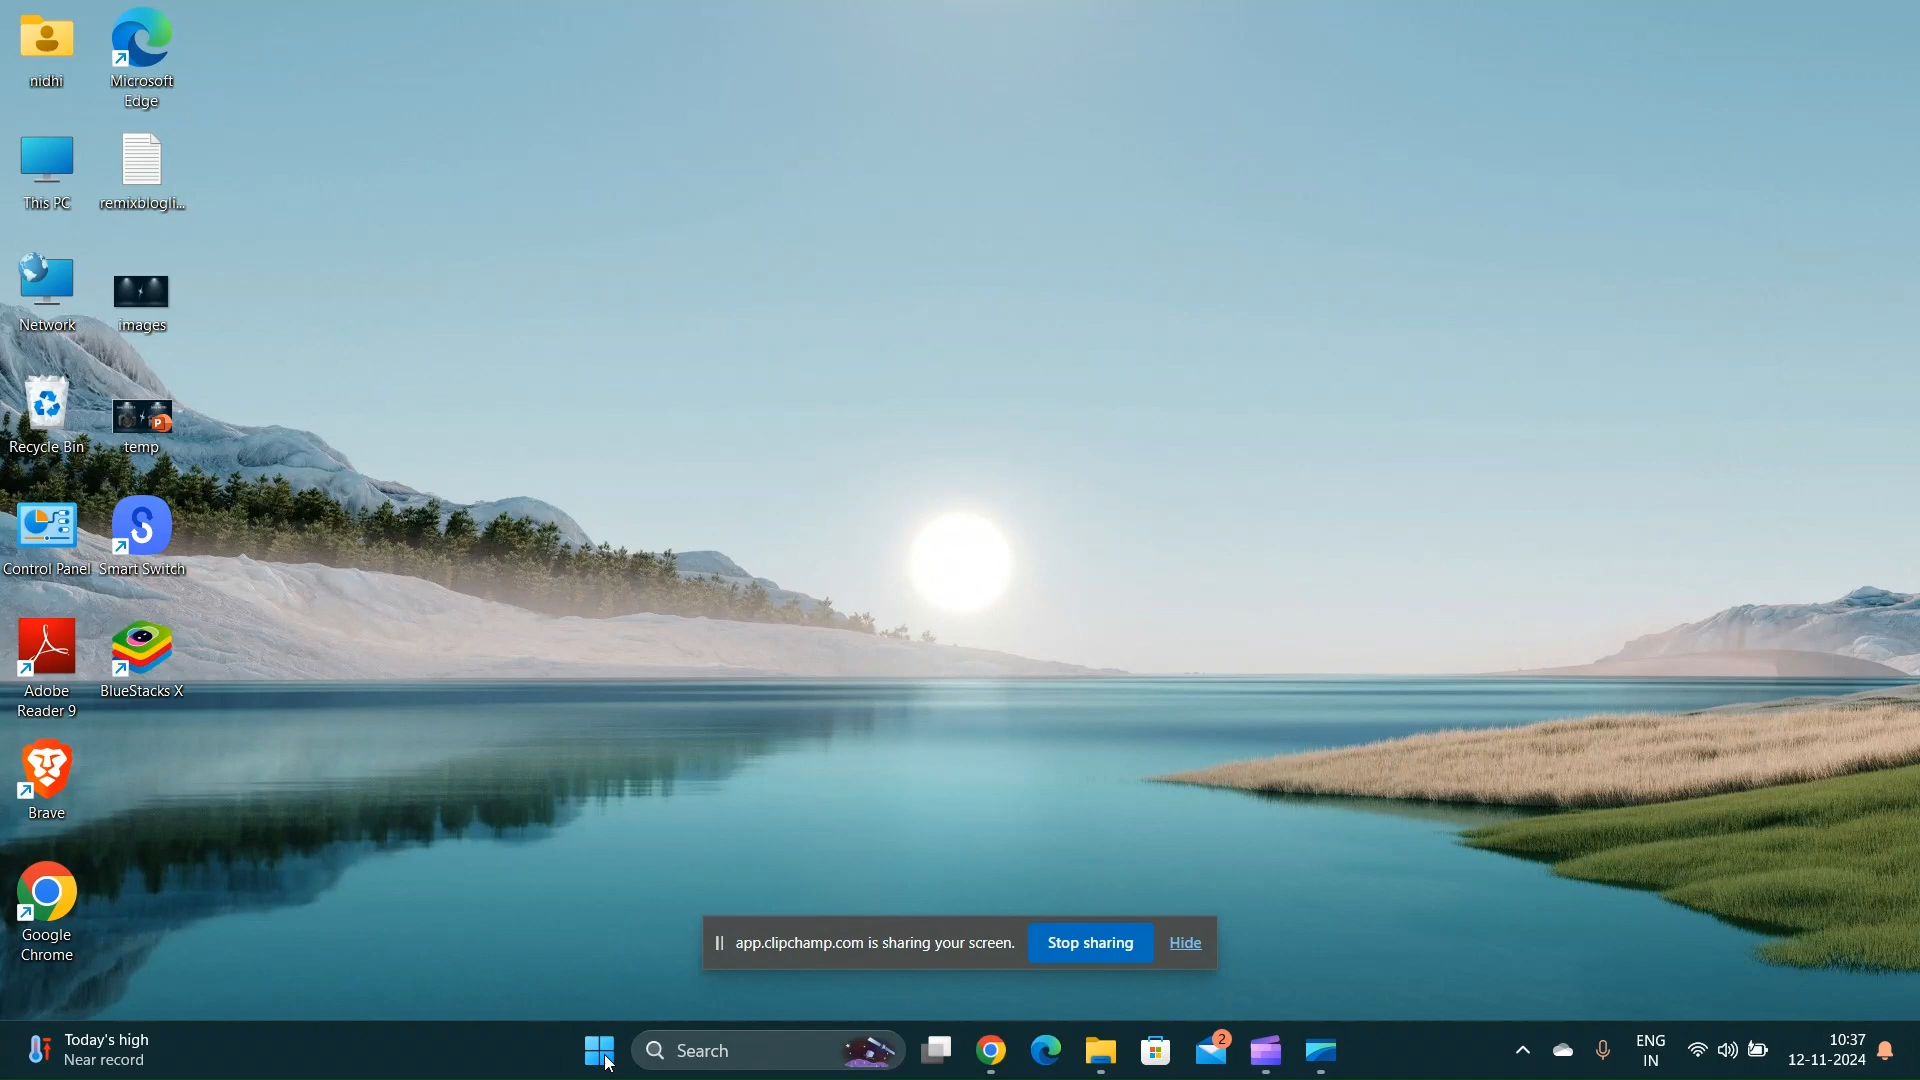 nidhi
Microsoft
Edge
This PC
remixblogli...
Network
images
Recycle Bin
temp
Control Panel
Smart Switch
Adobe
Reader 9
BlueStacks X
Brave
Google
Chrome
app.clipchamp.com is sharing your screen.
Stop sharing
Hide
Today's high
Near record
Search
2
ENG
IN
10:37
12-11-2024